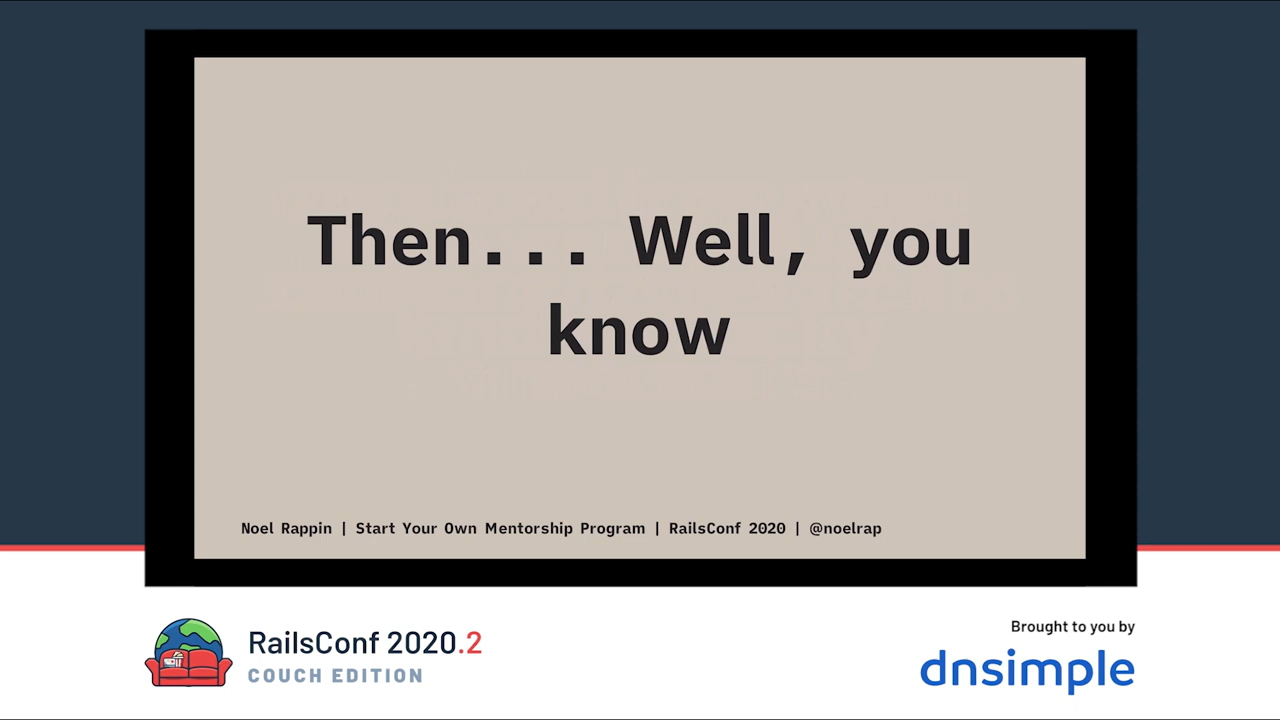 Then... Well, you
know
Noel Rappin | Start Your Own Mentorship Program | RailsConf 2020 | @noelrap
RailsConf 2020.2
COUCH EDITION
Brought to you by
dnsimple